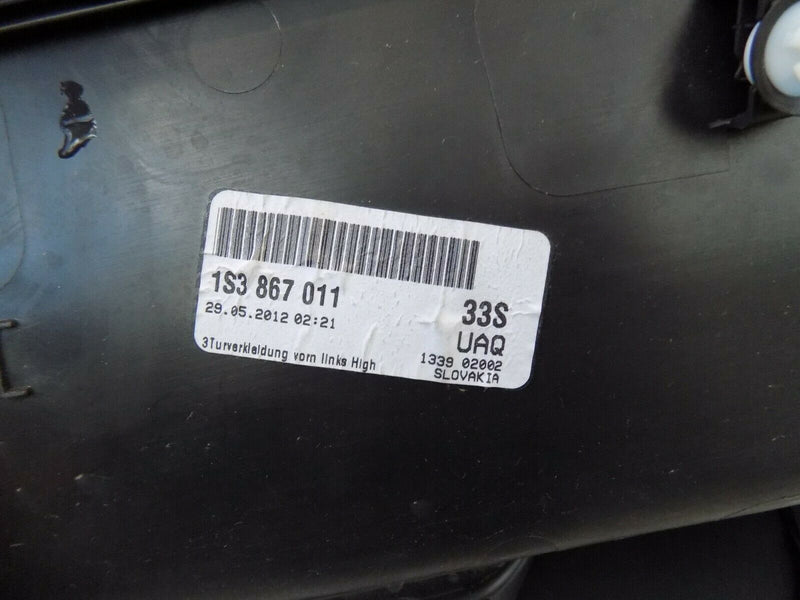 1S3 867 011
33S
29.05.2012 02:21
UAQ
1339 02002
3Turverkleidung vorn links High
SLOVAKIA